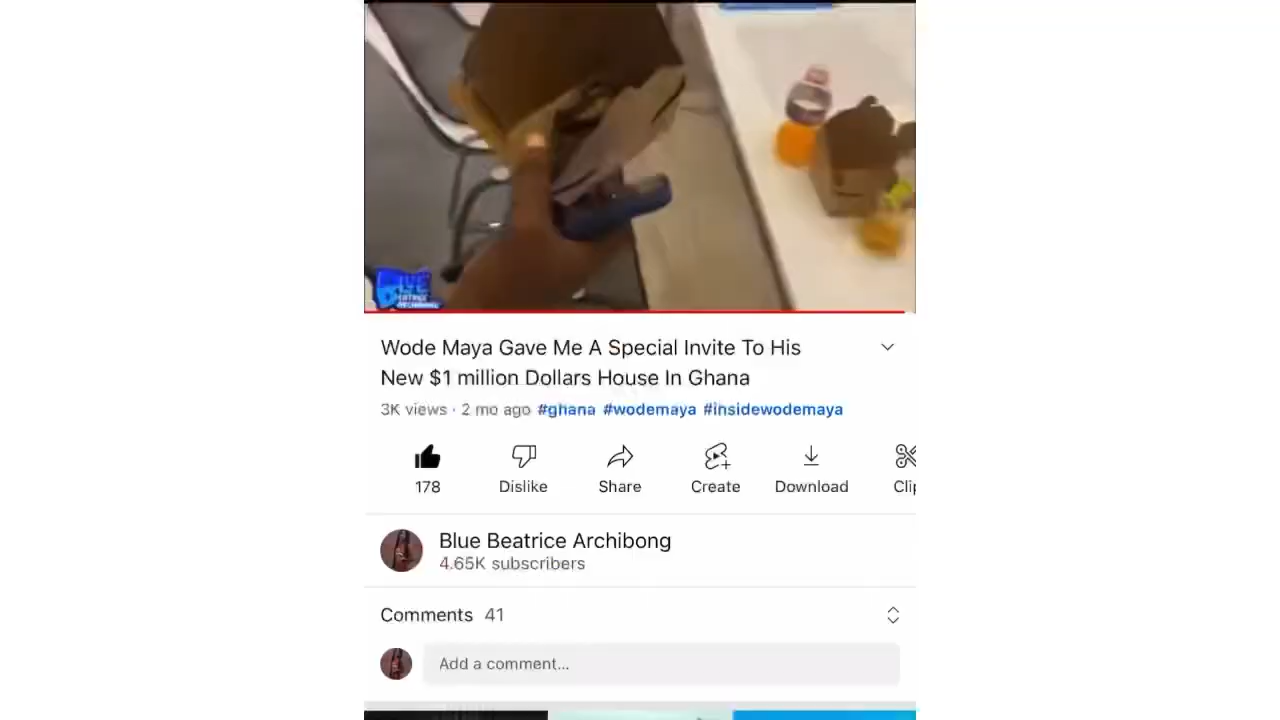 Wode Maya Gave Me A Special Invite To His
New $1 million Dollars House In Ghana
3K views · 2 mo ago #ghana #wodemaya #insidewodemaya
178
Dislike
Share
Create
Download
Clip
Blue Beatrice Archibong
4.65K subscribers
Comments 41
Add a comment...